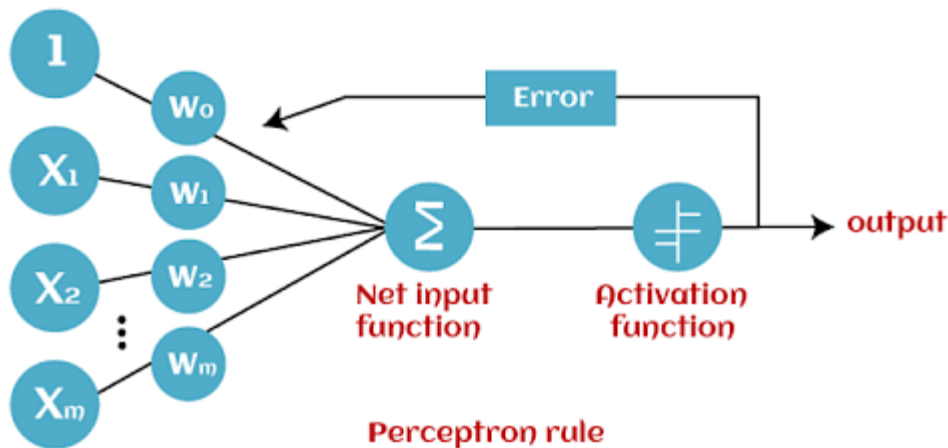 1
W0
Error
X1
W1
Σ
output
X2
W2
Net input
function
Activation
function
Xm
Wm
Perceptron rule